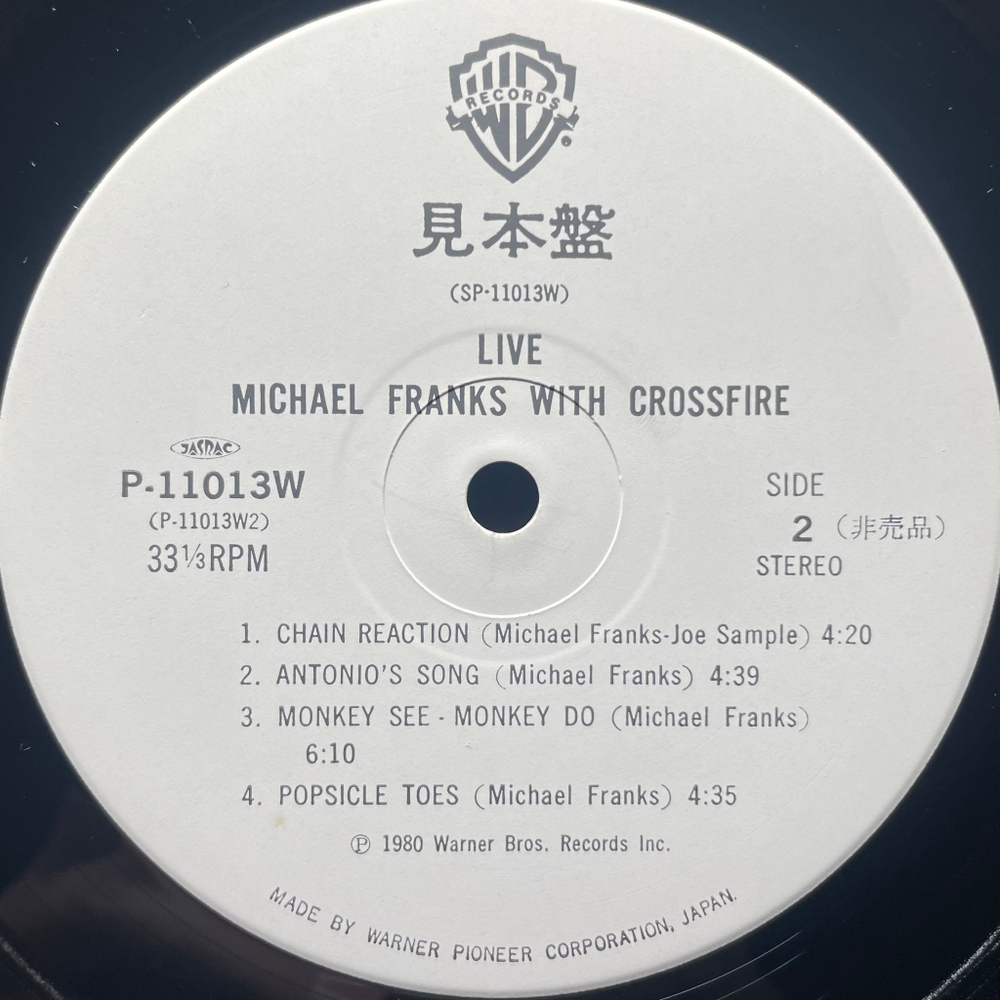 WB
RECORDS
®
見本盤
(SP-11013W)
LIVE
MICHAEL FRANKS WITH CROSSFIRE
JASRAC
P-11013W
(P-11013W2)
33⅓RPM
SIDE
2 (非売品)
STEREO
1. CHAIN REACTION (Michael Franks-Joe Sample) 4:20
2. ANTONIO'S SONG (Michael Franks) 4:39
3. MONKEY SEE - MONKEY DO (Michael Franks)
6:10
4. POPSICLE TOES (Michael Franks) 4:35
Ⓟ 1980 Warner Bros. Records Inc.
MADE BY WARNER PIONEER CORPORATION, JAPAN.